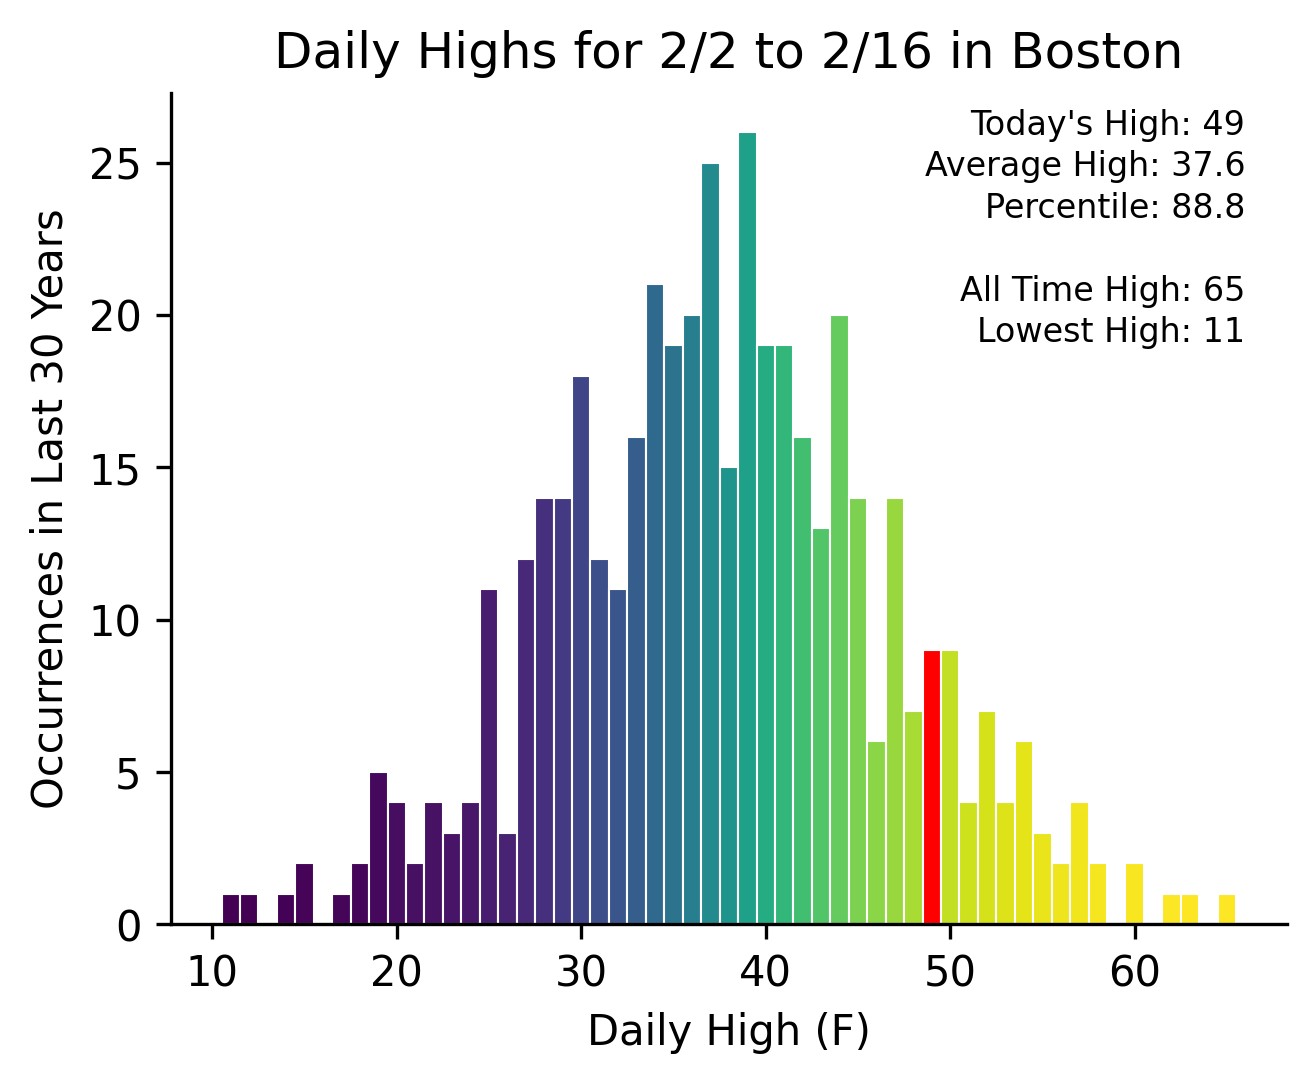 Daily Highs for 2/2 to 2/16 in Boston
Today's High: 49
Average High: 37.6
Percentile: 88.8
All Time High: 65
Lowest High: 11
Occurrences in Last 30 Years
25
20
15
10
5
0
10 20 30 40 50 60
Daily High (F)